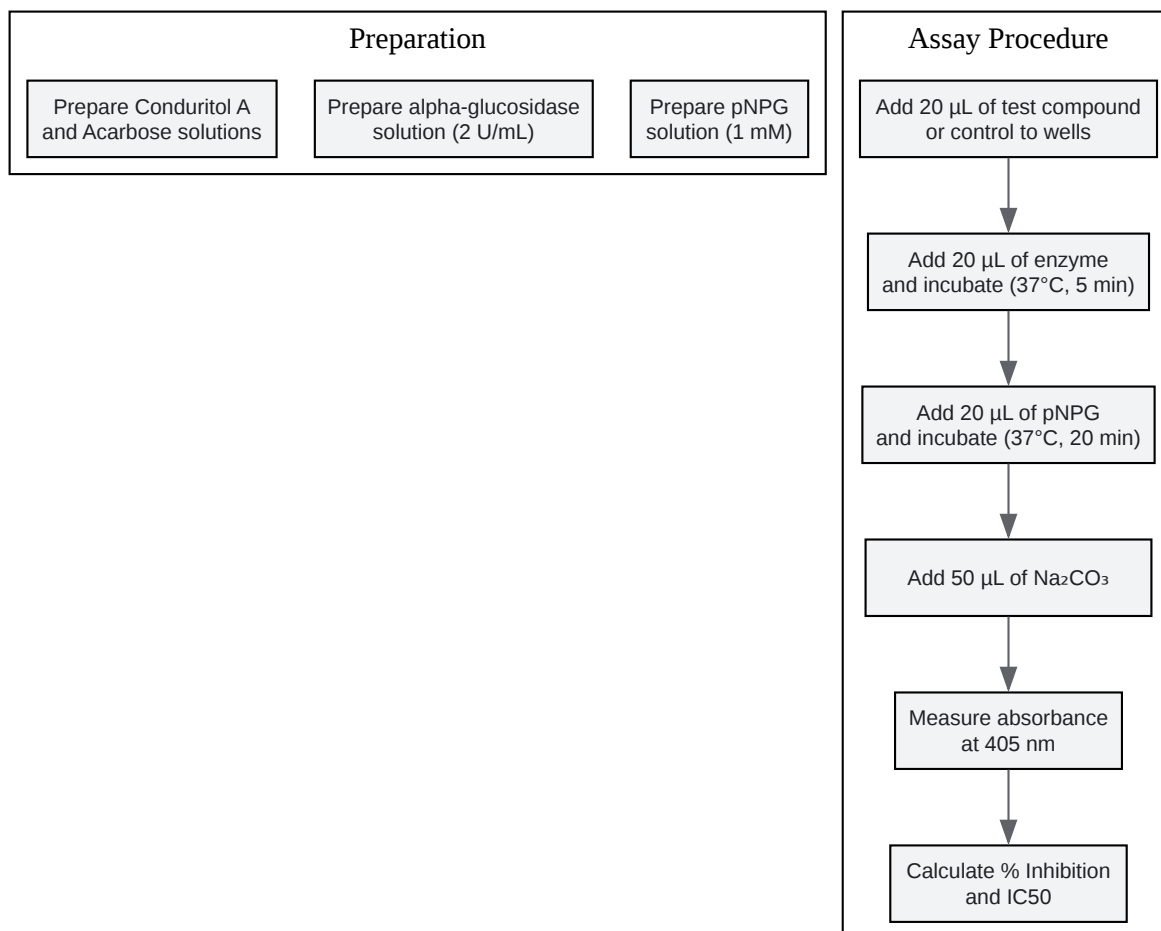 Preparation
Prepare Conduritol A
and Acarbose solutions
Prepare alpha-glucosidase
solution (2 U/mL)
Prepare pNPG
solution (1 mM)
Assay Procedure
Add 20 µL of test compound
or control to wells
Add 20 µL of enzyme
and incubate (37°C, 5 min)
Add 20 µL of pNPG
and incubate (37°C, 20 min)
Add 50 µL of Na₂CO₃
Measure absorbance
at 405 nm
Calculate % Inhibition
and IC50